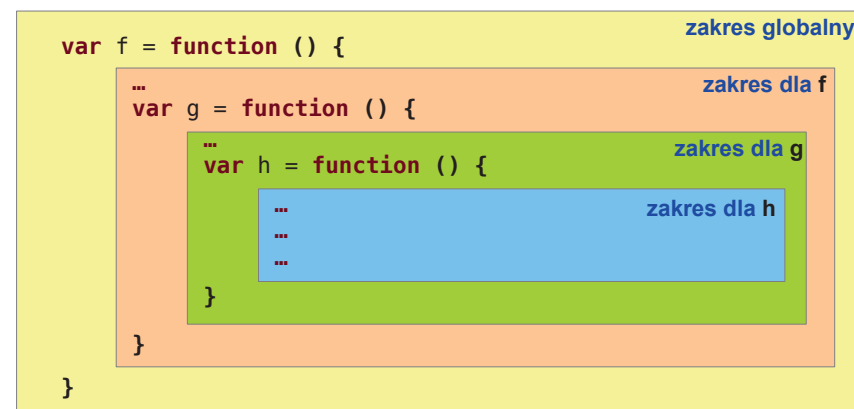 zakres globalny
var f = function () {
zakres dla f
…
var g = function () {
zakres dla g
…
var h = function () {
zakres dla h
…
…
…
}
}
}